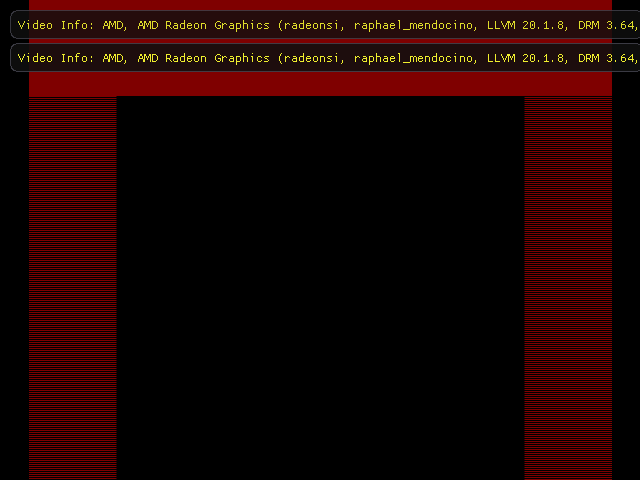 Video Info: AMD, AMD Radeon Graphics (radeonsi, raphael_mendocino, LLVM 20.1.8, DRM 3.64,
Video Info: AMD, AMD Radeon Graphics (radeonsi, raphael_mendocino, LLVM 20.1.8, DRM 3.64,